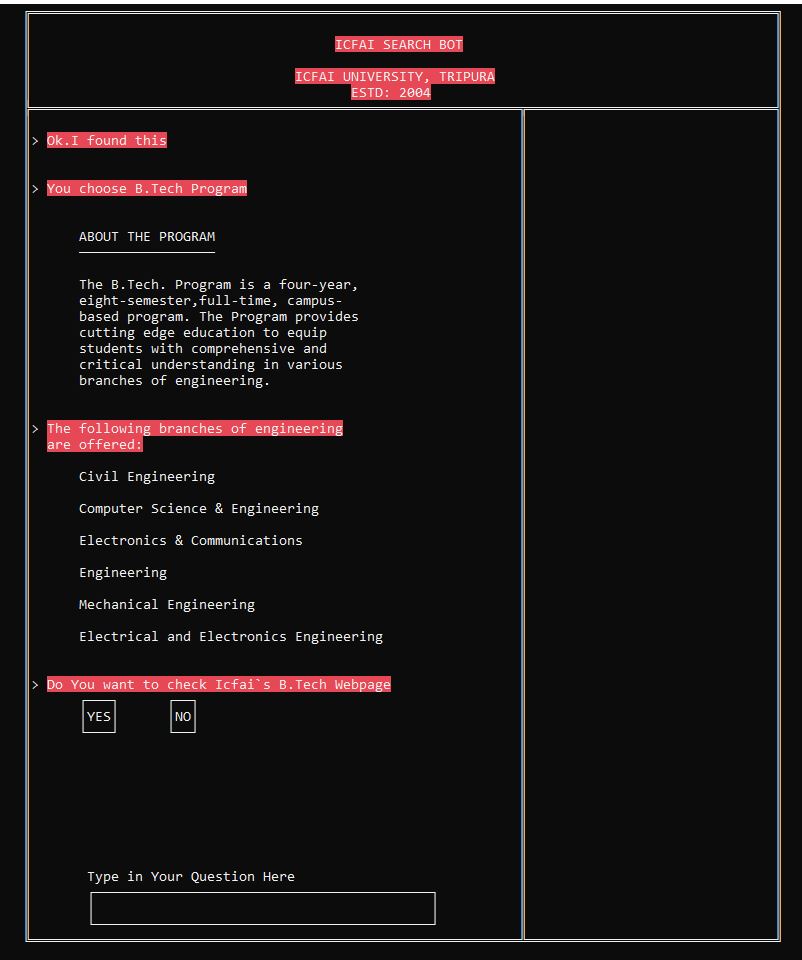 ICFAI SEARCH BOT
ICFAI UNIVERSITY, TRIPURA
ESTD: 2004
> Ok.I found this
> You choose B.Tech Program
ABOUT THE PROGRAM
The B.Tech. Program is a four-year,
eight-semester,full-time, campus-
based program. The Program provides
cutting edge education to equip
students with comprehensive and
critical understanding in various
branches of engineering.
> The following branches of engineering
are offered:
Civil Engineering
Computer Science & Engineering
Electronics & Communications
Engineering
Mechanical Engineering
Electrical and Electronics Engineering
> Do You want to check Icfai`s B.Tech Webpage
YES NO
Type in Your Question Here